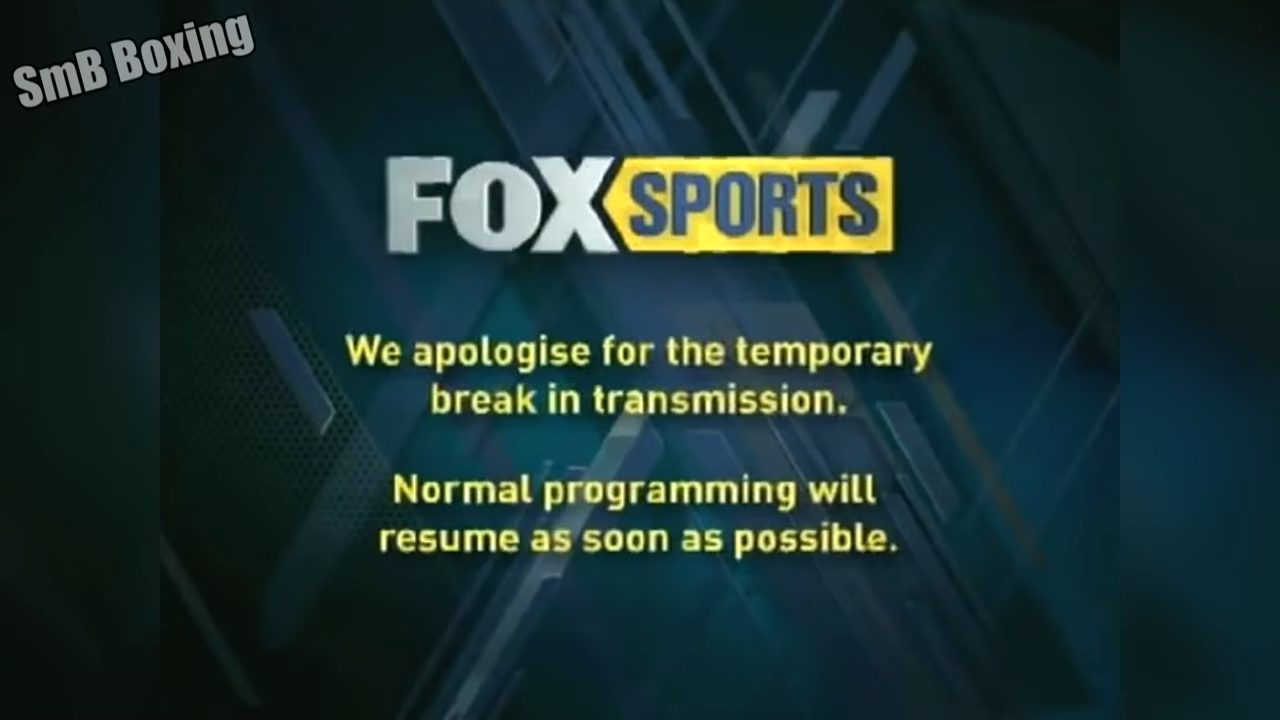 SmB Boxing
FOX SPORTS
We apologise for the temporary
break in transmission.
Normal programming will
resume as soon as possible.